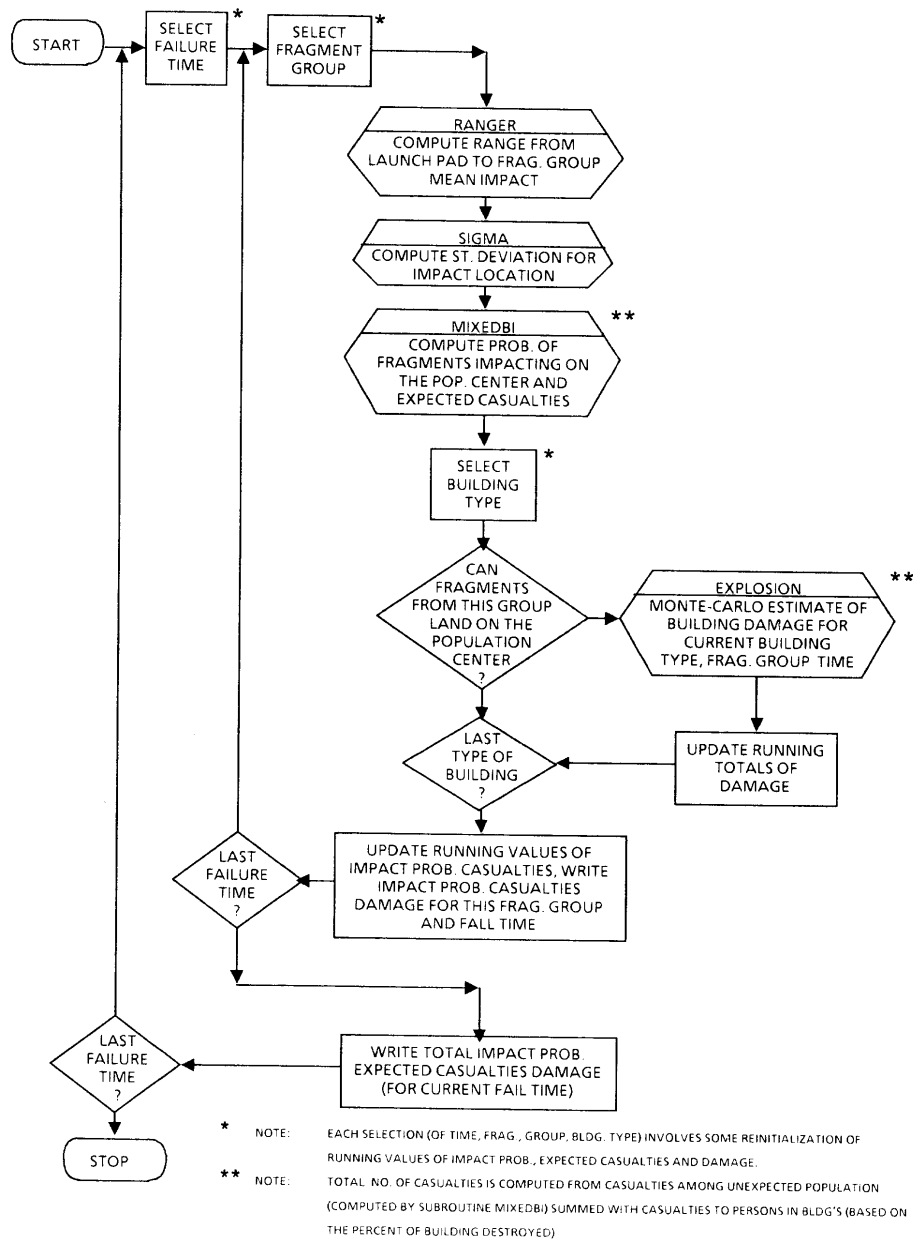 START
SELECT
FAILURE
TIME
*
SELECT
FRAGMENT
GROUP
*
RANGER
COMPUTE RANGE FROM
LAUNCH PAD TO FRAG. GROUP
MEAN IMPACT
SIGMA
COMPUTE ST. DEVIATION FOR
IMPACT LOCATION
**
MIXEDBI
COMPUTE PROB. OF
FRAGMENTS IMPACTING ON
THE POP. CENTER AND
EXPECTED CASUALTIES
*
SELECT
BUILDING
TYPE
CAN
FRAGMENTS
FROM THIS GROUP
LAND ON THE
POPULATION
CENTER
?
**
EXPLOSION
MONTE-CARLO ESTIMATE OF
BUILDING DAMAGE FOR
CURRENT BUILDING
TYPE, FRAG. GROUP TIME
LAST
TYPE OF
BUILDING
?
UPDATE RUNNING
TOTALS OF
DAMAGE
UPDATE RUNNING VALUES OF
IMPACT PROB. CASUALTIES, WRITE
IMPACT PROB. CASUALTIES
DAMAGE FOR THIS FRAG. GROUP
AND FALL TIME
LAST
FAILURE
TIME
?
WRITE TOTAL IMPACT PROB.
EXPECTED CASUALTIES DAMAGE
(FOR CURRENT FAIL TIME)
LAST
FAILURE
TIME
?
STOP
* NOTE: EACH SELECTION (OF TIME, FRAG., GROUP, BLDG. TYPE) INVOLVES SOME REINITIALIZATION OF
RUNNING VALUES OF IMPACT PROB., EXPECTED CASUALTIES AND DAMAGE.
** NOTE: TOTAL NO. OF CASUALTIES IS COMPUTED FROM CASUALTIES AMONG UNEXPECTED POPULATION
(COMPUTED BY SUBROUTINE MIXEDBI) SUMMED WITH CASUALTIES TO PERSONS IN BLDG'S (BASED ON
THE PERCENT OF BUILDING DESTROYED)